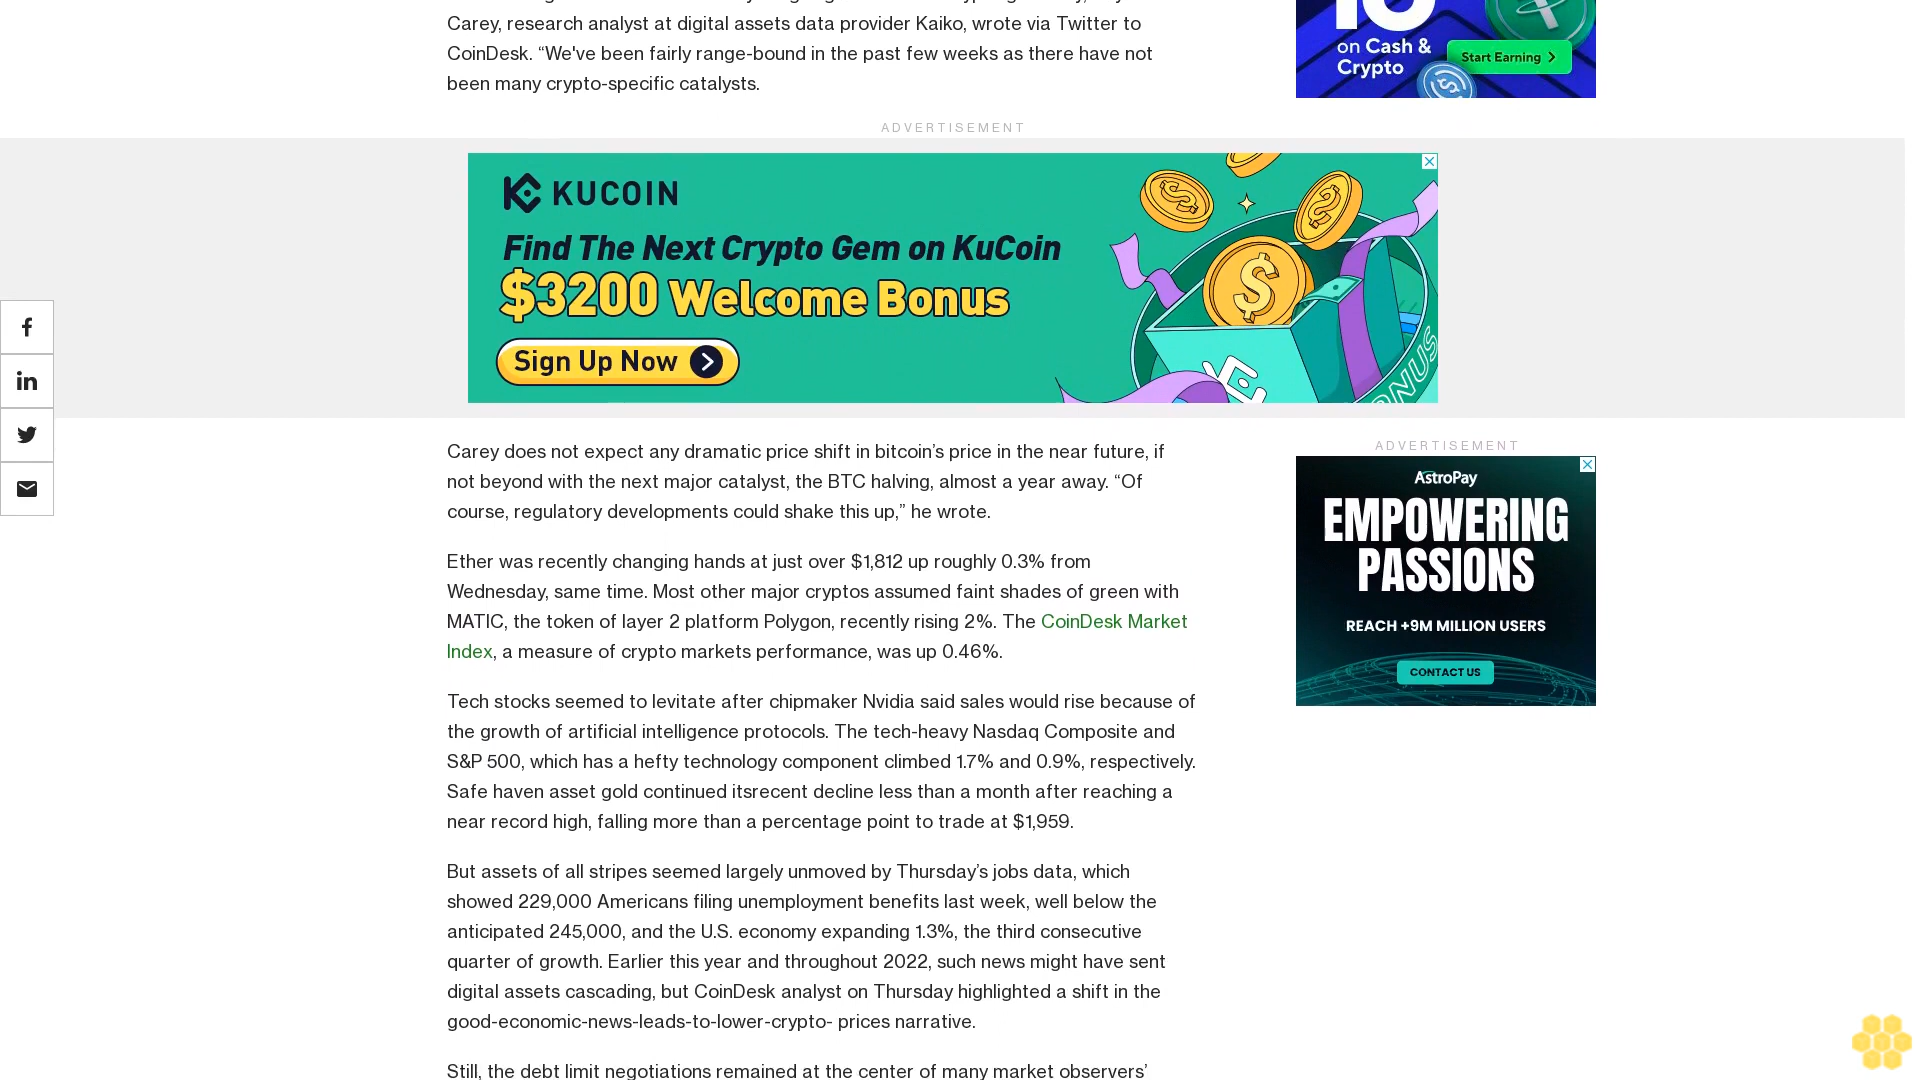 Carey, research analyst at digital assets data provider Kaiko, wrote via Twitter to
CoinDesk. “We've been fairly range-bound in the past few weeks as there have not
been many crypto-specific catalysts.
on Cash &
Crypto
Start Earning
ADVERTISEMENT
KUCOIN
Find The Next Crypto Gem on KuCoin
$3200 Welcome Bonus
Sign Up Now
BONUS
Carey does not expect any dramatic price shift in bitcoin’s price in the near future, if
not beyond with the next major catalyst, the BTC halving, almost a year away. “Of
course, regulatory developments could shake this up,” he wrote.
Ether was recently changing hands at just over $1,812 up roughly 0.3% from
Wednesday, same time. Most other major cryptos assumed faint shades of green with
MATIC, the token of layer 2 platform Polygon, recently rising 2%. The CoinDesk Market
Index, a measure of crypto markets performance, was up 0.46%.
Tech stocks seemed to levitate after chipmaker Nvidia said sales would rise because of
the growth of artificial intelligence protocols. The tech-heavy Nasdaq Composite and
S&P 500, which has a hefty technology component climbed 1.7% and 0.9%, respectively.
Safe haven asset gold continued itsrecent decline less than a month after reaching a
near record high, falling more than a percentage point to trade at $1,959.
But assets of all stripes seemed largely unmoved by Thursday’s jobs data, which
showed 229,000 Americans filing unemployment benefits last week, well below the
anticipated 245,000, and the U.S. economy expanding 1.3%, the third consecutive
quarter of growth. Earlier this year and throughout 2022, such news might have sent
digital assets cascading, but CoinDesk analyst on Thursday highlighted a shift in the
good-economic-news-leads-to-lower-crypto- prices narrative.
Still, the debt limit negotiations remained at the center of many market observers’
ADVERTISEMENT
AstroPay
EMPOWERING
PASSIONS
REACH +9M MILLION USERS
CONTACT US